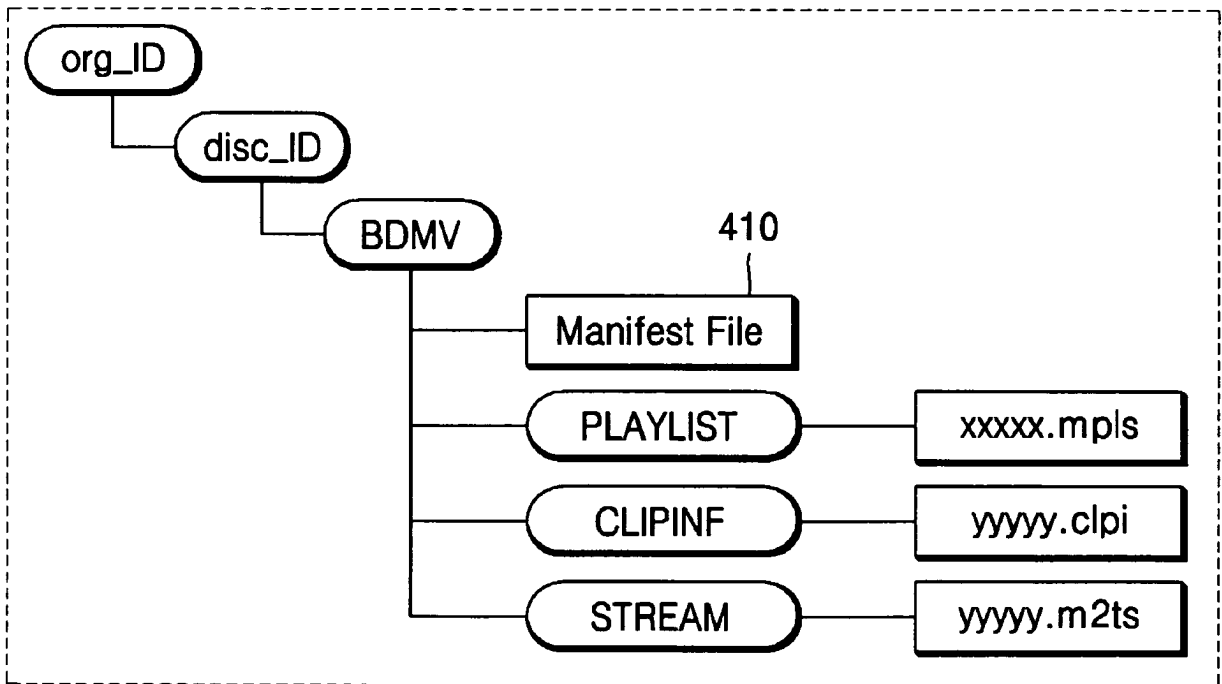 org_ID
disc_ID
BDMV
410
Manifest File
PLAYLIST
xxxxx.mpls
CLIPINF
yyyyy.clpi
STREAM
yyyyy.m2ts